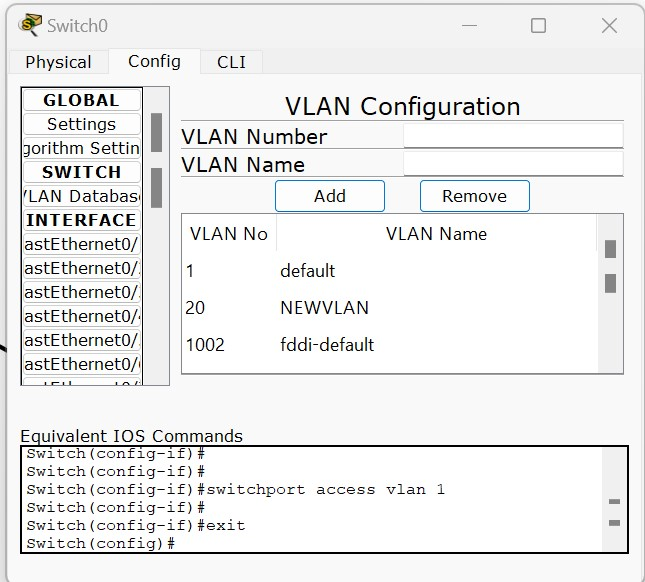 Switch0
Physical
Config
CLI
GLOBAL
Settings
gorithm Settin
SWITCH
VLAN Databas
INTERFACE
astEthernet0/
astEthernet0/
astEthernet0/
astEthernet0/
astEthernet0/
astEthernet0/
VLAN Configuration
VLAN Number
VLAN Name
Add
Remove
VLAN No VLAN Name
1 default
20 NEWVLAN
1002 fddi-default
Equivalent IOS Commands
Switch(config-if)#
Switch(config-if)#
Switch(config-if)#switchport access vlan 1
Switch(config-if)#
Switch(config-if)#exit
Switch(config)#